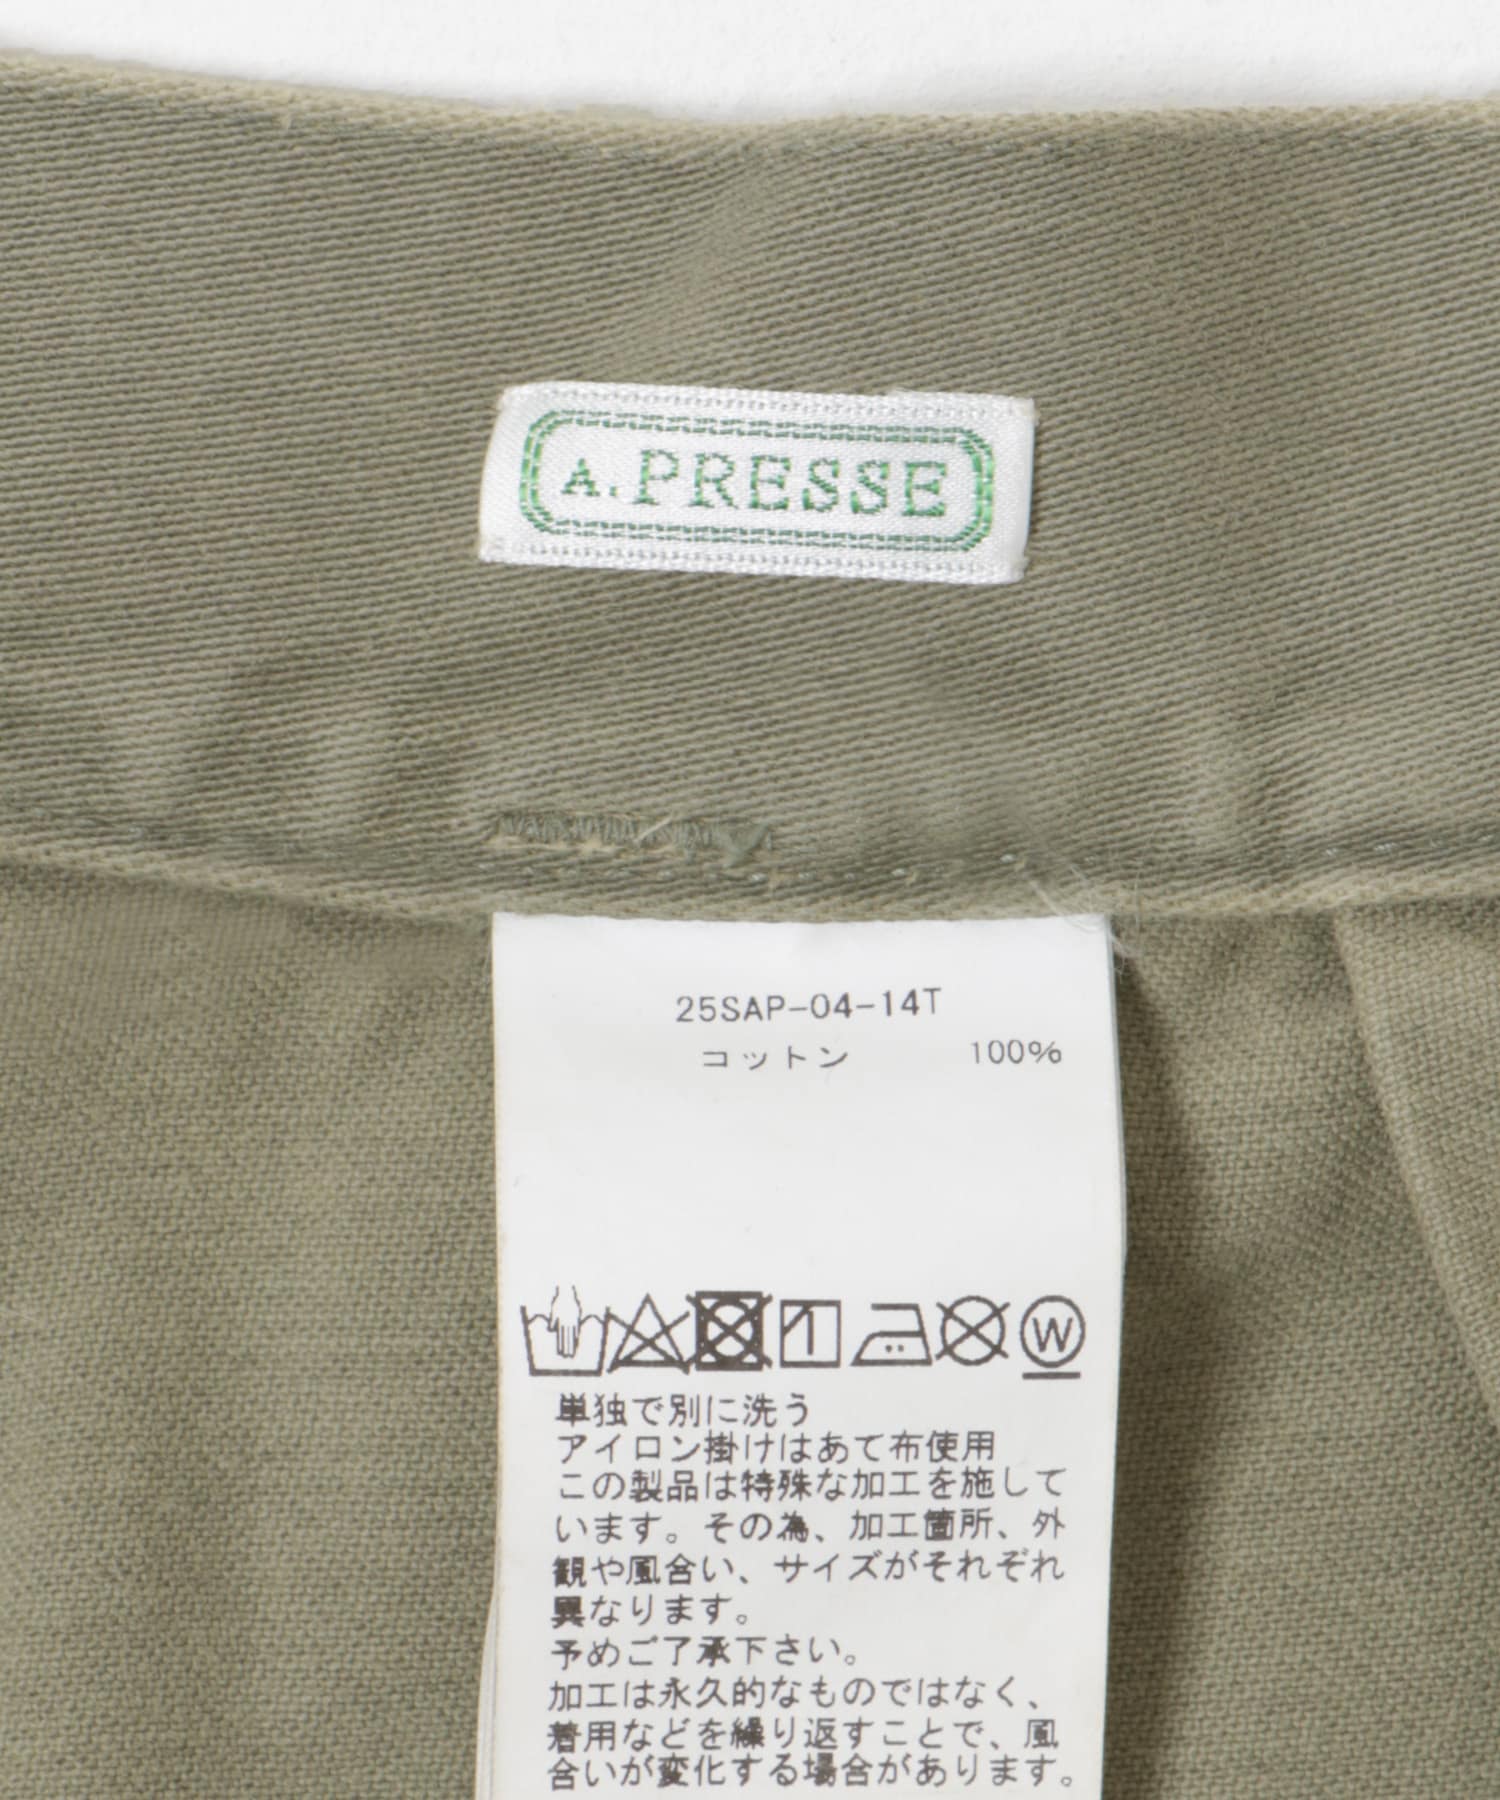 A. PRESSE
25SAP-04-14T
コットン 100%
W
単独で別に洗う
アイロン掛けはあて布使用
この製品は特殊な加工を施して
います。その為、加工箇所、外
観や風合い、サイズがそれぞれ
異なります。
予めご了承下さい。
加工は永久的なものではなく、
着用などを繰り返すことで、風
合いが変化する場合があります。